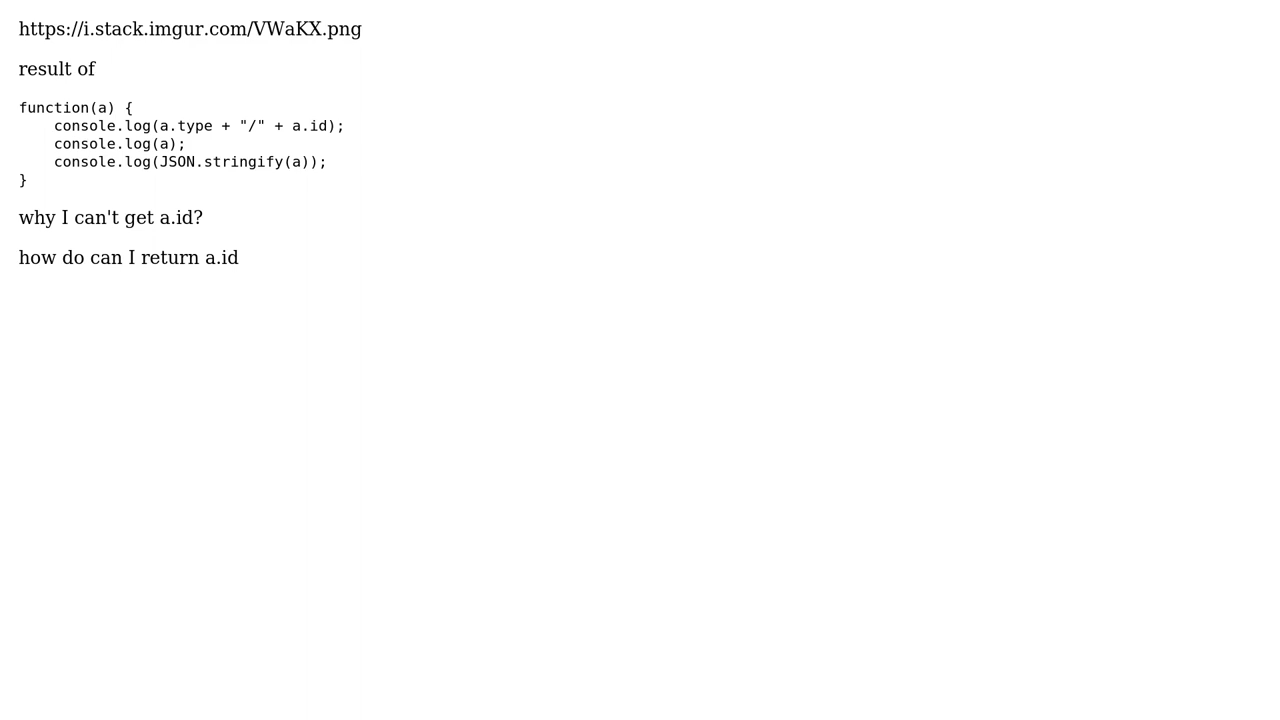 https://i.stack.imgur.com/VWaKX.png
result of
function(a) {
    console.log(a.type + "/" + a.id);
    console.log(a);
    console.log(JSON.stringify(a));
}
why I can't get a.id?
how do can I return a.id